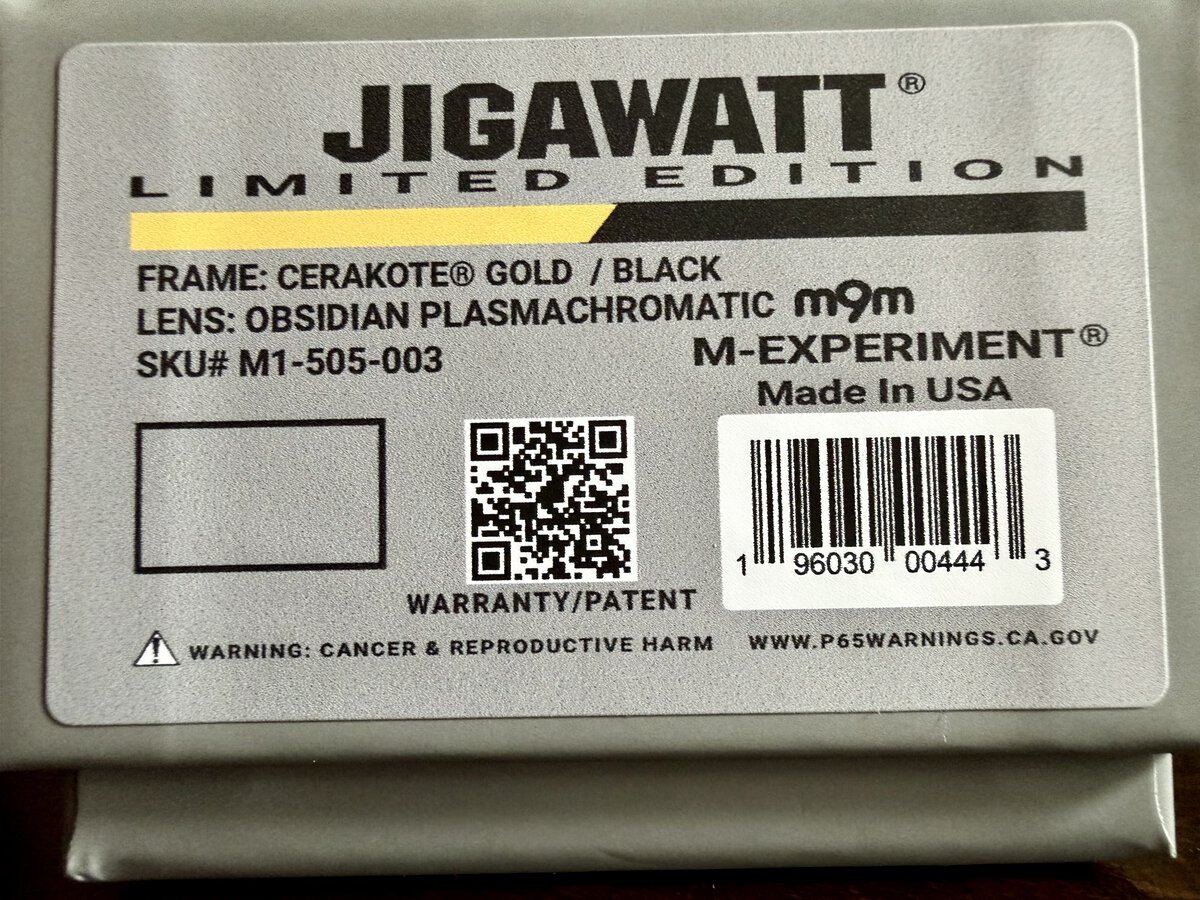 JIGAWATT®
LIMITED EDITION
FRAME: CERAKOTE® GOLD / BLACK
LENS: OBSIDIAN PLASMACHROMATIC
SKU# M1-505-003
m9m
M-EXPERIMENT®
Made In USA
WARRANTY/PATENT
1 96030 00444 3
WARNING: CANCER & REPRODUCTIVE HARM WWW.P65WARNINGS.CA.GOV